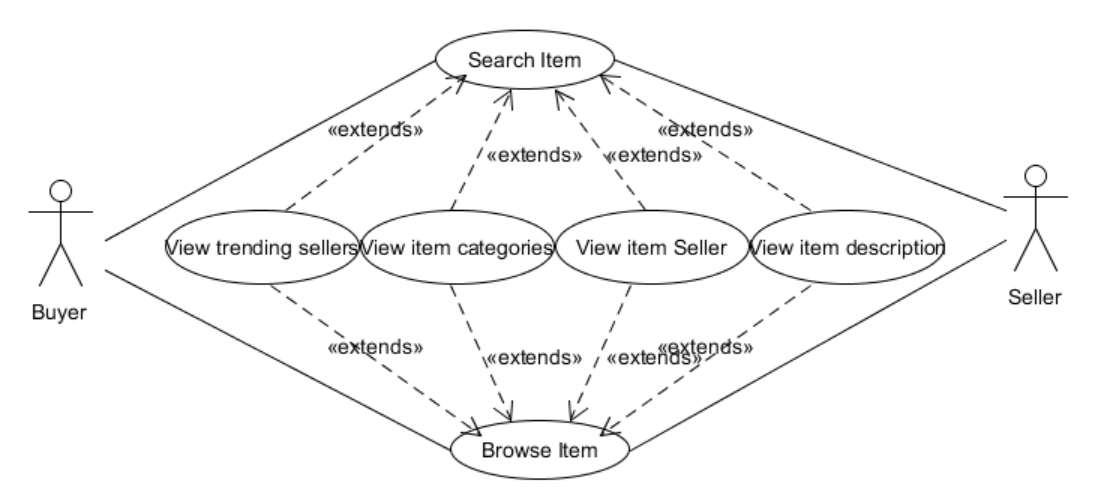 Search Item
«extends»
«extends»
«extends»
«extends»
View trending sellers
View item categories
View item Seller
View item description
Buyer
Seller
«extends»
«extends»
«extends»
«extends»
Browse Item